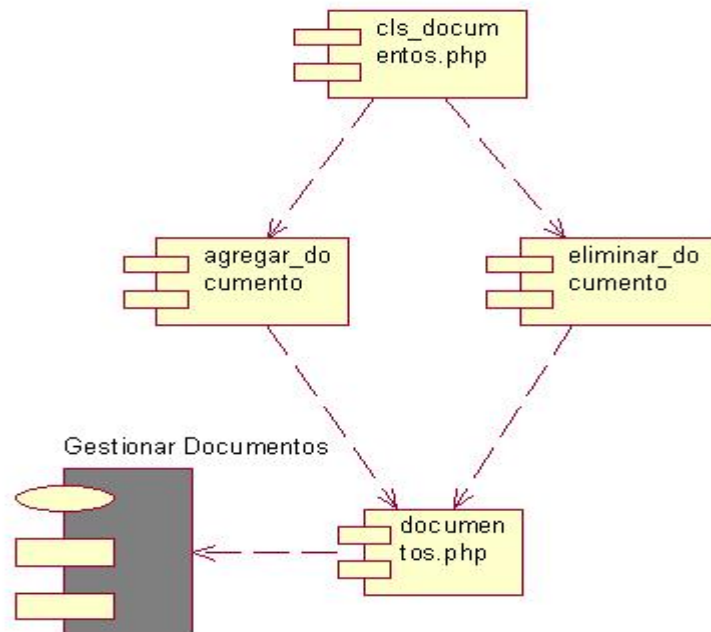 cls_docum
entos.php
agregar_do
cumento
eliminar_do
cumento
Gestionar Documentos
documen
tos.php